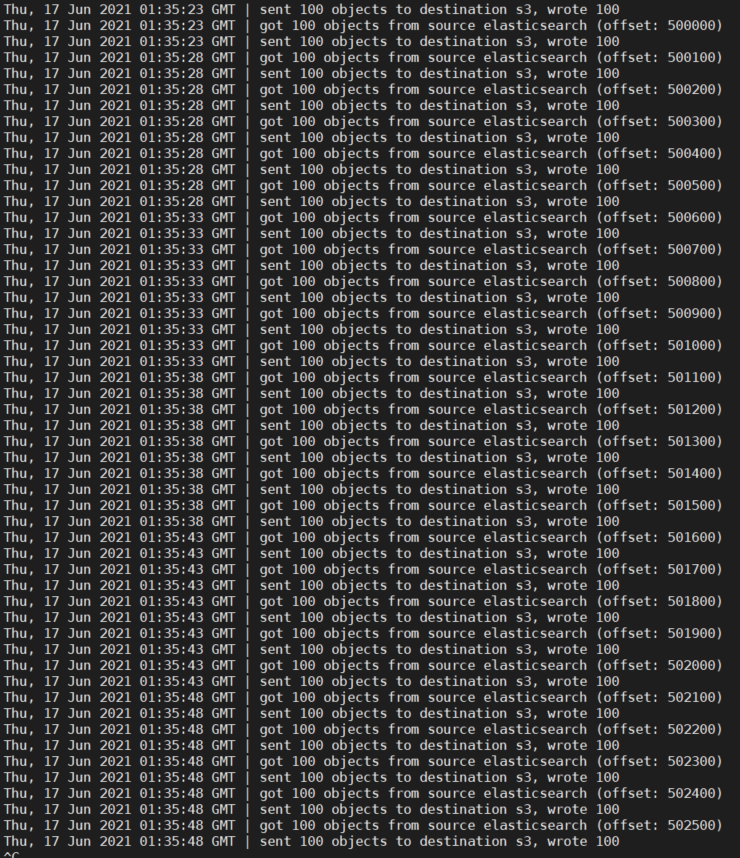 Thu, 17 Jun 2021 01:35:23 GMT | sent 100 objects to destination s3, wrote 100
Thu, 17 Jun 2021 01:35:23 GMT | got 100 objects from source elasticsearch (offset: 500000)
Thu, 17 Jun 2021 01:35:23 GMT | sent 100 objects to destination s3, wrote 100
Thu, 17 Jun 2021 01:35:28 GMT | got 100 objects from source elasticsearch (offset: 500100)
Thu, 17 Jun 2021 01:35:28 GMT | sent 100 objects to destination s3, wrote 100
Thu, 17 Jun 2021 01:35:28 GMT | got 100 objects from source elasticsearch (offset: 500200)
Thu, 17 Jun 2021 01:35:28 GMT | sent 100 objects to destination s3, wrote 100
Thu, 17 Jun 2021 01:35:28 GMT | got 100 objects from source elasticsearch (offset: 500300)
Thu, 17 Jun 2021 01:35:28 GMT | sent 100 objects to destination s3, wrote 100
Thu, 17 Jun 2021 01:35:28 GMT | got 100 objects from source elasticsearch (offset: 500400)
Thu, 17 Jun 2021 01:35:28 GMT | sent 100 objects to destination s3, wrote 100
Thu, 17 Jun 2021 01:35:28 GMT | got 100 objects from source elasticsearch (offset: 500500)
Thu, 17 Jun 2021 01:35:28 GMT | sent 100 objects to destination s3, wrote 100
Thu, 17 Jun 2021 01:35:33 GMT | got 100 objects from source elasticsearch (offset: 500600)
Thu, 17 Jun 2021 01:35:33 GMT | sent 100 objects to destination s3, wrote 100
Thu, 17 Jun 2021 01:35:33 GMT | got 100 objects from source elasticsearch (offset: 500700)
Thu, 17 Jun 2021 01:35:33 GMT | sent 100 objects to destination s3, wrote 100
Thu, 17 Jun 2021 01:35:33 GMT | got 100 objects from source elasticsearch (offset: 500800)
Thu, 17 Jun 2021 01:35:33 GMT | sent 100 objects to destination s3, wrote 100
Thu, 17 Jun 2021 01:35:33 GMT | got 100 objects from source elasticsearch (offset: 500900)
Thu, 17 Jun 2021 01:35:33 GMT | sent 100 objects to destination s3, wrote 100
Thu, 17 Jun 2021 01:35:33 GMT | got 100 objects from source elasticsearch (offset: 501000)
Thu, 17 Jun 2021 01:35:33 GMT | sent 100 objects to destination s3, wrote 100
Thu, 17 Jun 2021 01:35:38 GMT | got 100 objects from source elasticsearch (offset: 501100)
Thu, 17 Jun 2021 01:35:38 GMT | sent 100 objects to destination s3, wrote 100
Thu, 17 Jun 2021 01:35:38 GMT | got 100 objects from source elasticsearch (offset: 501200)
Thu, 17 Jun 2021 01:35:38 GMT | sent 100 objects to destination s3, wrote 100
Thu, 17 Jun 2021 01:35:38 GMT | got 100 objects from source elasticsearch (offset: 501300)
Thu, 17 Jun 2021 01:35:38 GMT | sent 100 objects to destination s3, wrote 100
Thu, 17 Jun 2021 01:35:38 GMT | got 100 objects from source elasticsearch (offset: 501400)
Thu, 17 Jun 2021 01:35:38 GMT | sent 100 objects to destination s3, wrote 100
Thu, 17 Jun 2021 01:35:38 GMT | got 100 objects from source elasticsearch (offset: 501500)
Thu, 17 Jun 2021 01:35:38 GMT | sent 100 objects to destination s3, wrote 100
Thu, 17 Jun 2021 01:35:43 GMT | got 100 objects from source elasticsearch (offset: 501600)
Thu, 17 Jun 2021 01:35:43 GMT | sent 100 objects to destination s3, wrote 100
Thu, 17 Jun 2021 01:35:43 GMT | got 100 objects from source elasticsearch (offset: 501700)
Thu, 17 Jun 2021 01:35:43 GMT | sent 100 objects to destination s3, wrote 100
Thu, 17 Jun 2021 01:35:43 GMT | got 100 objects from source elasticsearch (offset: 501800)
Thu, 17 Jun 2021 01:35:43 GMT | sent 100 objects to destination s3, wrote 100
Thu, 17 Jun 2021 01:35:43 GMT | got 100 objects from source elasticsearch (offset: 501900)
Thu, 17 Jun 2021 01:35:43 GMT | sent 100 objects to destination s3, wrote 100
Thu, 17 Jun 2021 01:35:43 GMT | got 100 objects from source elasticsearch (offset: 502000)
Thu, 17 Jun 2021 01:35:43 GMT | sent 100 objects to destination s3, wrote 100
Thu, 17 Jun 2021 01:35:48 GMT | got 100 objects from source elasticsearch (offset: 502100)
Thu, 17 Jun 2021 01:35:48 GMT | sent 100 objects to destination s3, wrote 100
Thu, 17 Jun 2021 01:35:48 GMT | got 100 objects from source elasticsearch (offset: 502200)
Thu, 17 Jun 2021 01:35:48 GMT | sent 100 objects to destination s3, wrote 100
Thu, 17 Jun 2021 01:35:48 GMT | got 100 objects from source elasticsearch (offset: 502300)
Thu, 17 Jun 2021 01:35:48 GMT | sent 100 objects to destination s3, wrote 100
Thu, 17 Jun 2021 01:35:48 GMT | got 100 objects from source elasticsearch (offset: 502400)
Thu, 17 Jun 2021 01:35:48 GMT | sent 100 objects to destination s3, wrote 100
Thu, 17 Jun 2021 01:35:48 GMT | got 100 objects from source elasticsearch (offset: 502500)
Thu, 17 Jun 2021 01:35:48 GMT | sent 100 objects to destination s3, wrote 100
^C